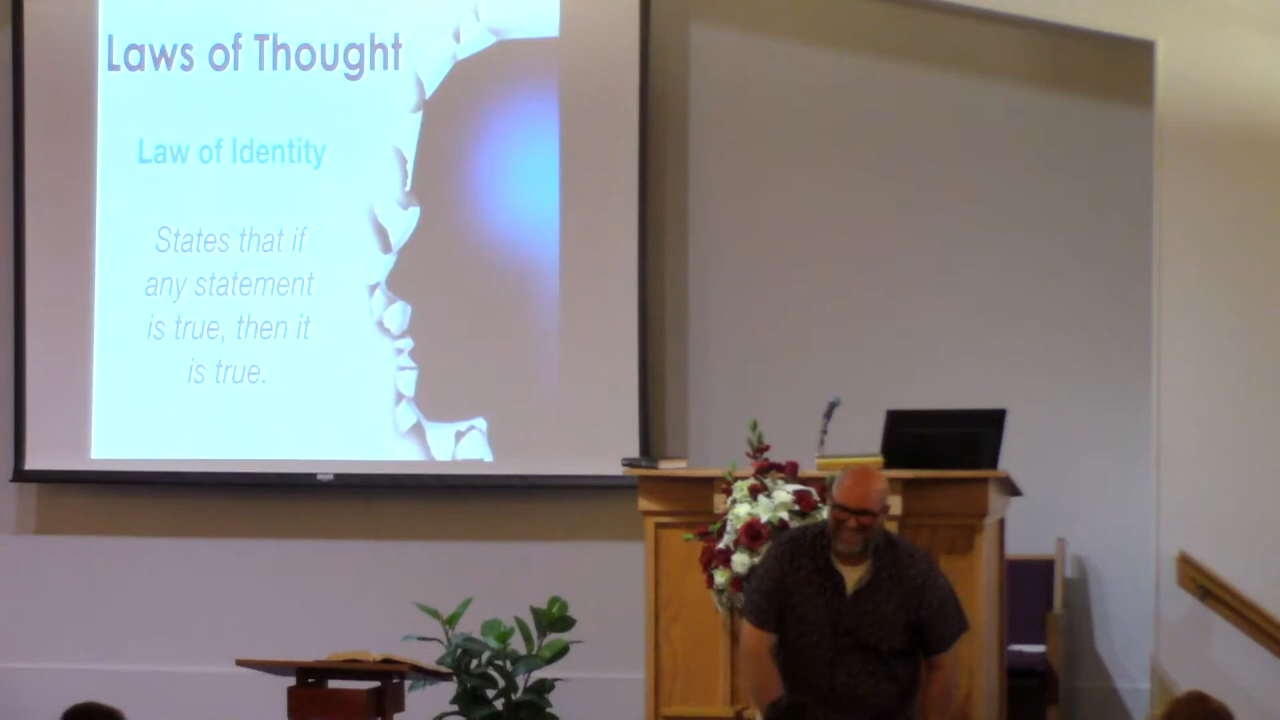 Laws of Thought
Law of Identity
States that if
any statement
is true, then it
is true.